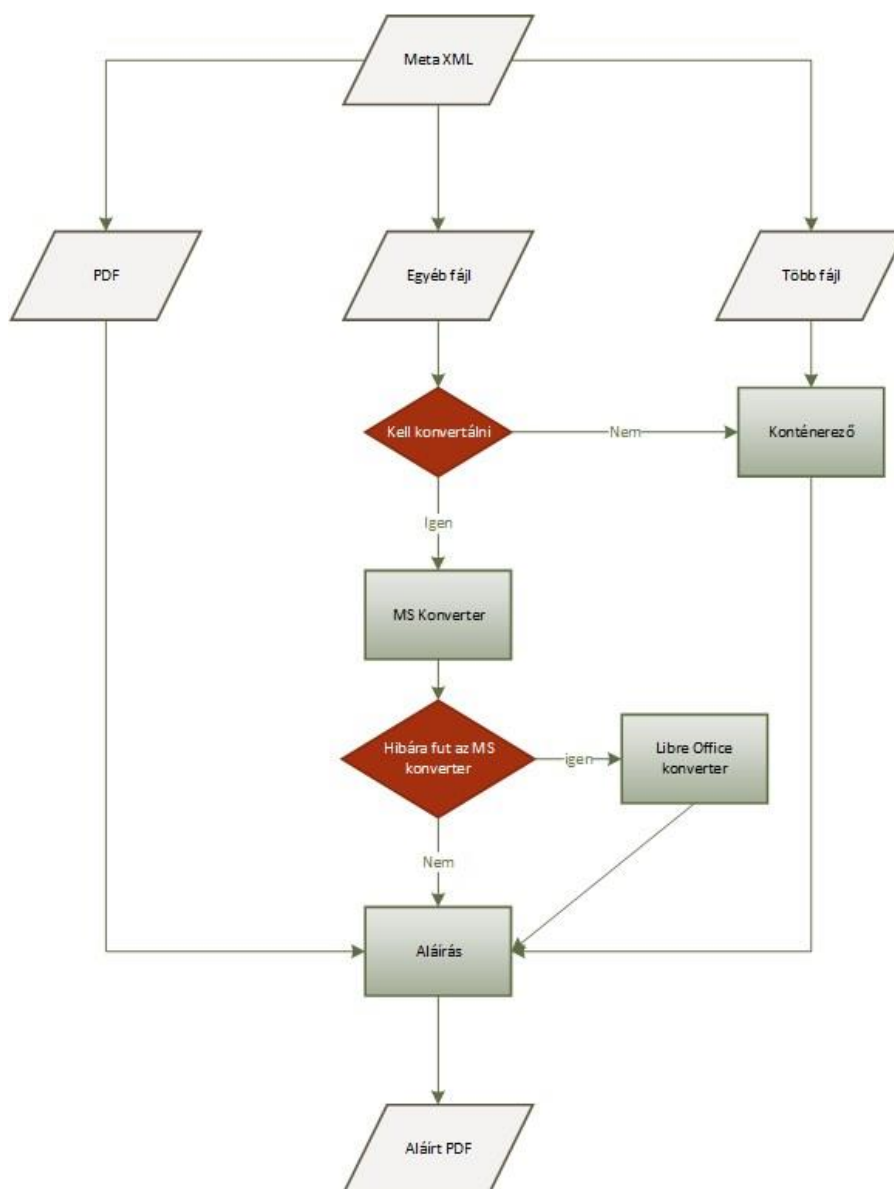 Meta XML
PDF
Egyéb fájl
Több fájl
Kell konvertálni
Nem
Konténerező
Igen
MS Konverter
Hibára fut az MS
konverter
igen
Libre Office
konverter
Nem
Aláírás
Aláírt PDF